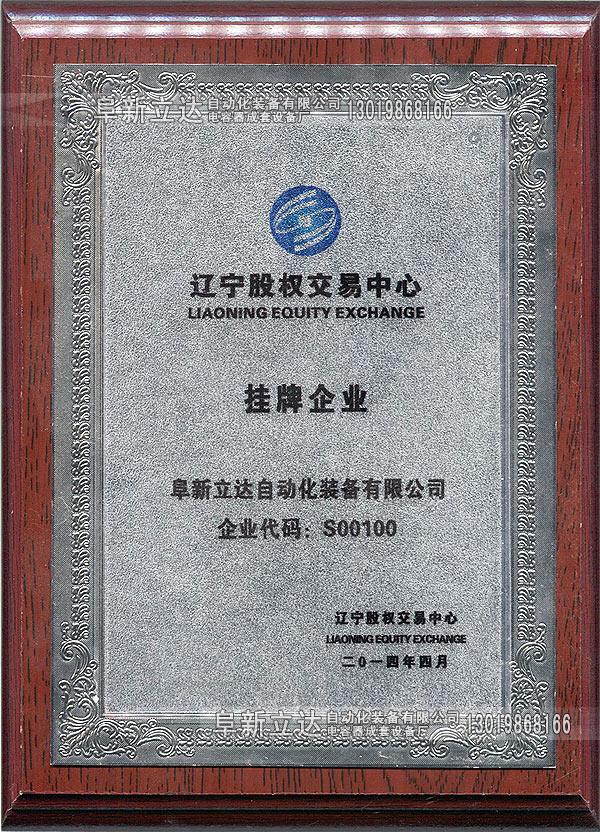 阜新立达 自动化装备有限公司 13019868166
电容器成套设备厂
辽宁股权交易中心
LIAONING EQUITY EXCHANGE
挂牌企业
阜新立达自动化装备有限公司
企业代码：S00100
辽宁股权交易中心
LIAONING EQUITY EXCHANGE
二0一四年四月
阜新立达 自动化装备有限公司 13019868166
电容器成套设备厂